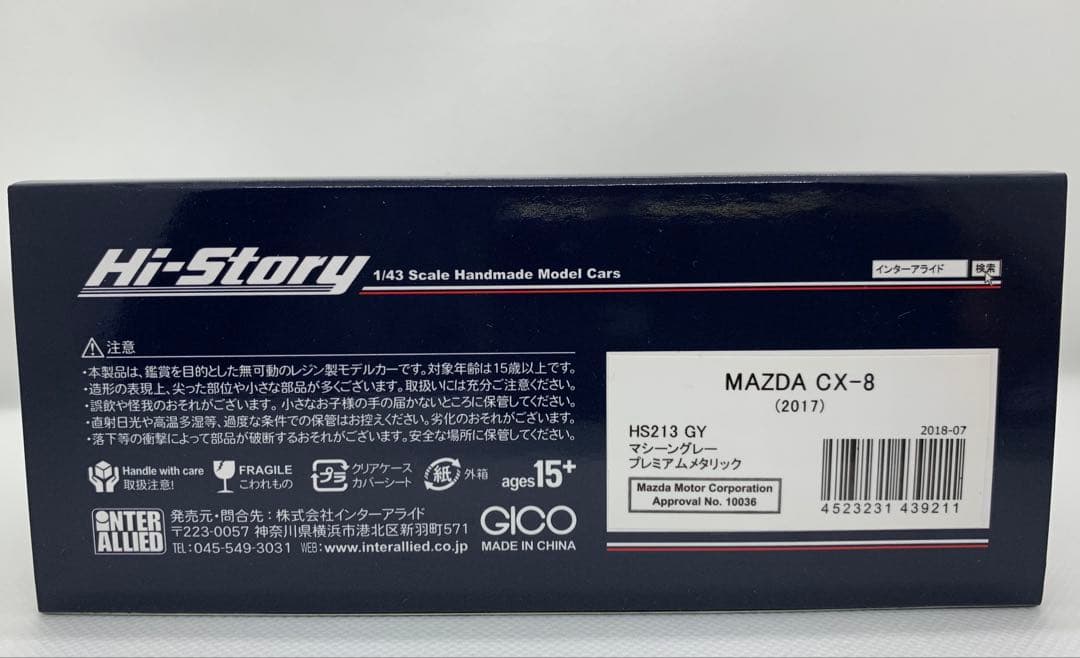 Hi-Story 1/43 Scale Handmade Model Cars
インターアライド 検索
注意
・本製品は、鑑賞を目的とした無可動のレジン製モデルカーです。対象年齢は15歳以上です。
・造形の表現上、尖った部位や小さな部品が多くございます。取扱いには充分ご注意ください。
・誤飲や怪我のおそれがございます。小さなお子様の手の届かないところに保管してください。
・直射日光や高温多湿等、過度な条件での保管はお控えください。劣化のおそれがございます。
・落下等の衝撃によって部品が破断するおそれがございます。安全な場所に保管してください。
Handle with care
取扱注意!
FRAGILE
こわれもの
プラ
クリアケース
カバーシート
紙 外箱
ages15+
INTER
ALLIED
発売元・問合先：株式会社インターアライド
〒223-0057 神奈川県横浜市港北区新羽町571
TEL:045-549-3031 WEB:www.interallied.co.jp
GICO
MADE IN CHINA
MAZDA CX-8
(2017)
HS213 GY
2018-07
マシーングレー
プレミアムメタリック
Mazda Motor Corporation
Approval No. 10036
4523231 439211